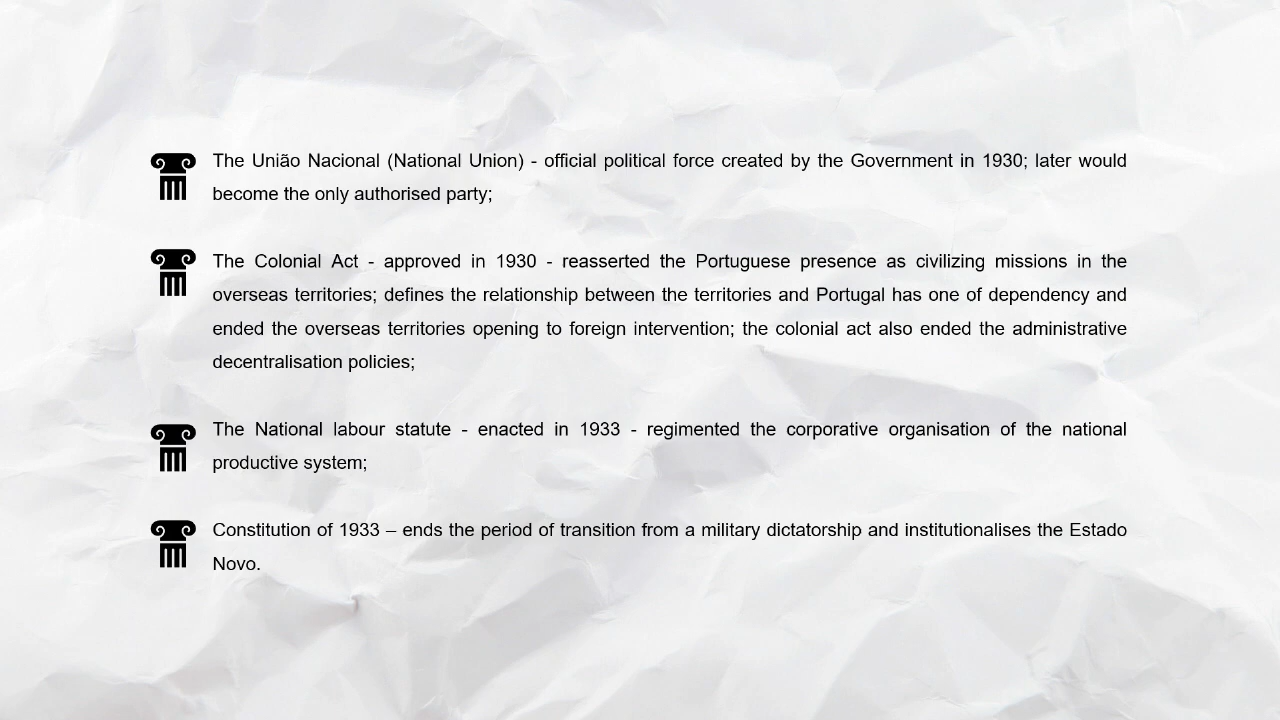 The União Nacional (National Union) - official political force created by the Government in 1930; later would
become the only authorised party;
The Colonial Act - approved in 1930 - reasserted the Portuguese presence as civilizing missions in the
overseas territories; defines the relationship between the territories and Portugal has one of dependency and
ended the overseas territories opening to foreign intervention; the colonial act also ended the administrative
decentralisation policies;
The National labour statute - enacted in 1933 - regimented the corporative organisation of the national
productive system;
Constitution of 1933 – ends the period of transition from a military dictatorship and institutionalises the Estado
Novo.